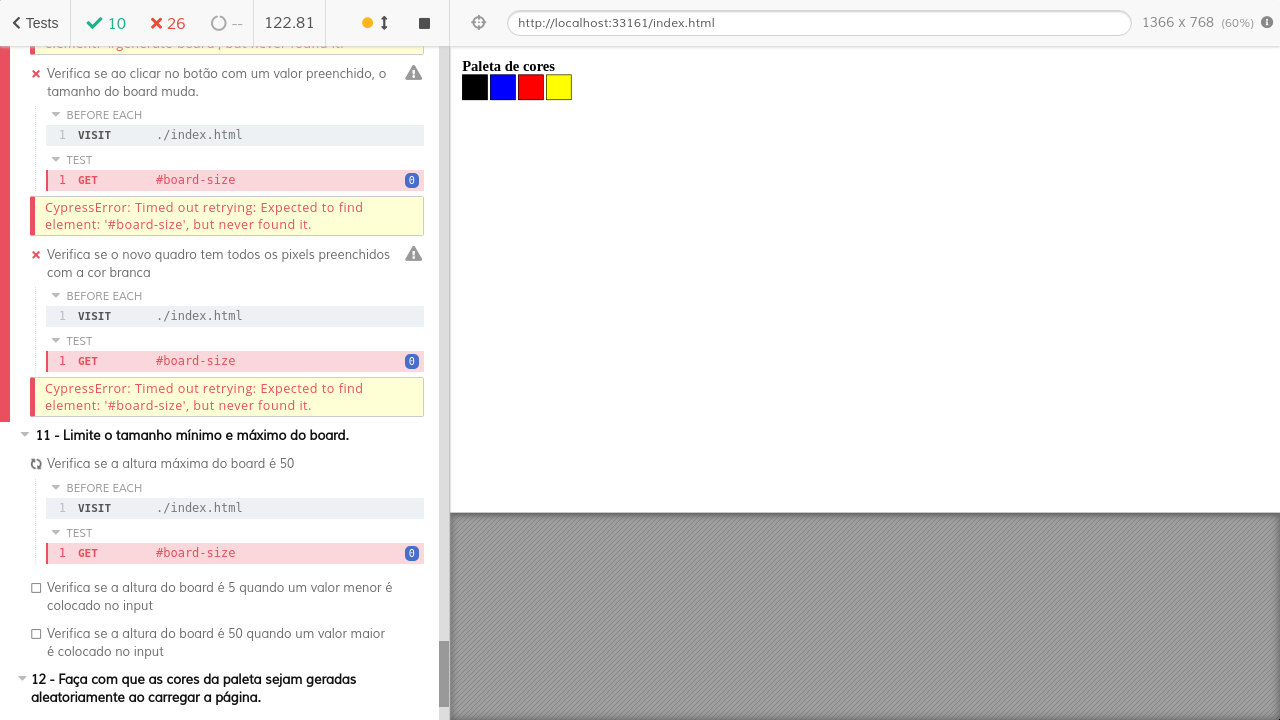 Tests
10
26
--
122.81
http://localhost:33161/index.html
1366 x 768 (60%)
element: '#generate-board', but never found it.
Verifica se ao clicar no botão com um valor preenchido, o
tamanho do board muda.
BEFORE EACH
1 VISIT ./index.html
TEST
1 GET #board-size 0
CypressError: Timed out retrying: Expected to find
element: '#board-size', but never found it.
Verifica se o novo quadro tem todos os pixels preenchidos
com a cor branca
BEFORE EACH
1 VISIT ./index.html
TEST
1 GET #board-size 0
CypressError: Timed out retrying: Expected to find
element: '#board-size', but never found it.
11 - Limite o tamanho mínimo e máximo do board.
Verifica se a altura máxima do board é 50
BEFORE EACH
1 VISIT ./index.html
TEST
1 GET #board-size 0
Verifica se a altura do board é 5 quando um valor menor é
colocado no input
Verifica se a altura do board é 50 quando um valor maior
é colocado no input
12 - Faça com que as cores da paleta sejam geradas
aleatoriamente ao carregar a página.
Paleta de cores